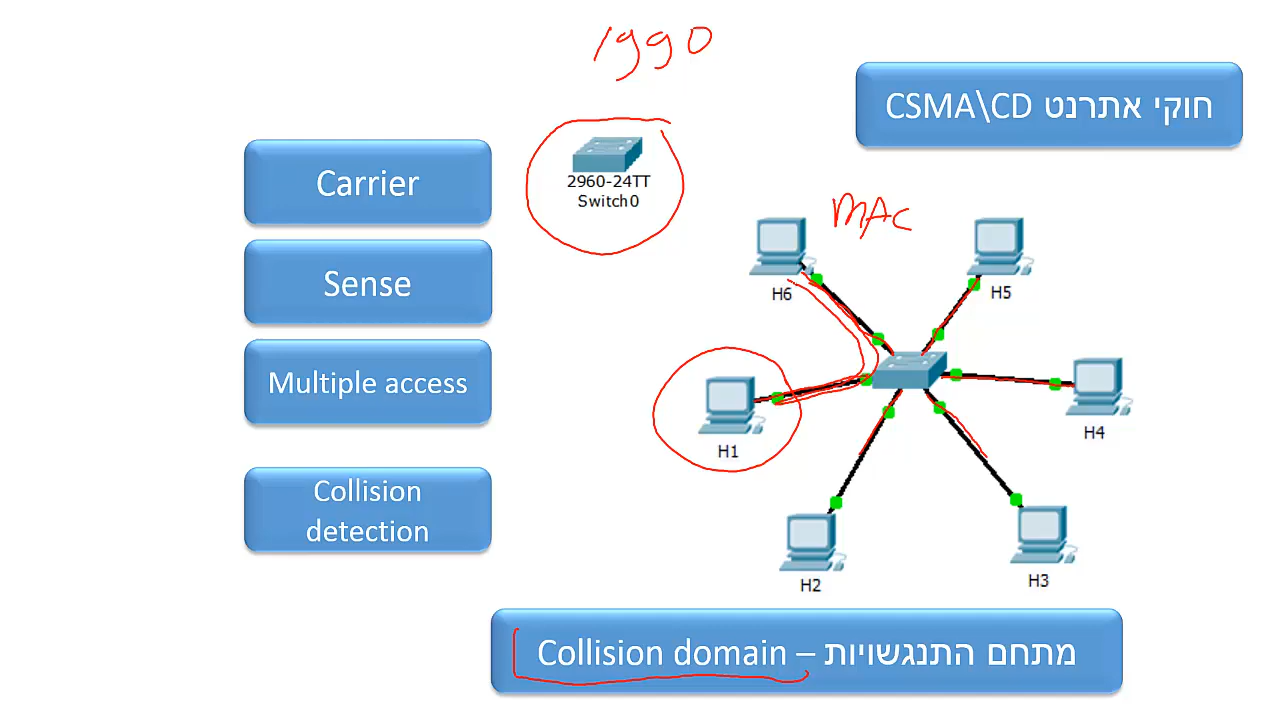 1990
חוקי אתרנט CSMA\CD
Carrier
2960-24TT
Switch0
Sense
MAC
H6
H5
Multiple access
H1
H4
Collision
detection
H2
H3
Collision domain – מתחם התנגשויות